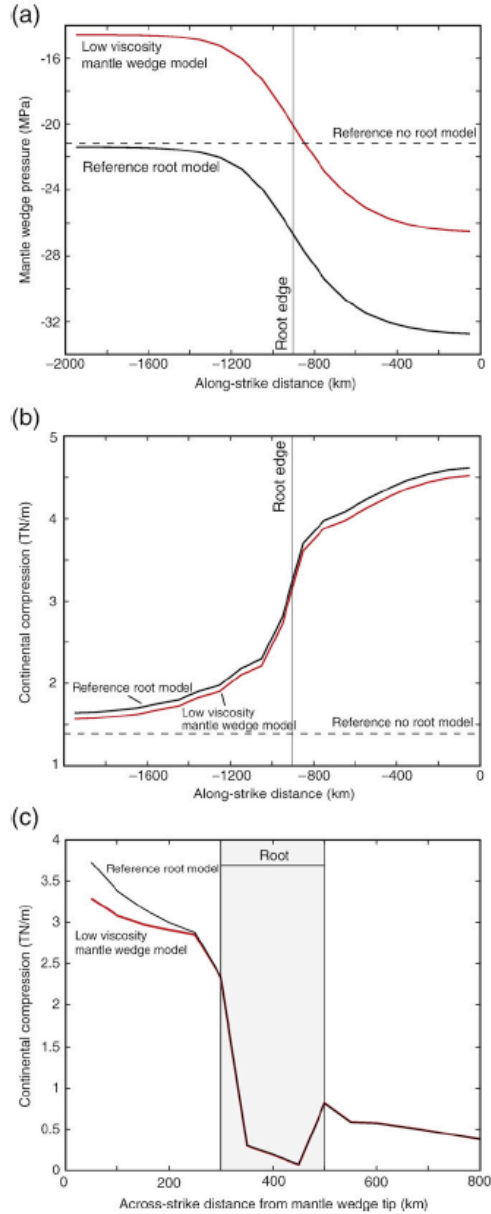 (a)
Low viscosity
mantle wedge model
Reference no root model
Reference root model
Root edge
Mantle wedge pressure (MPa)
−16
−20
−24
−28
−32
−2000 −1600 −1200 −800 −400 0
Along-strike distance (km)
(b)
Root edge
Continental compression (TN/m)
5
4
3
2
1
Reference root model
Low viscosity
mantle wedge model
Reference no root model
−1600 −1200 −800 −400 0
Along-strike distance (km)
(c)
Root
Reference root model
Low viscosity
mantle wedge model
Continental compression (TN/m)
4
3.5
3
2.5
2
1.5
1
0.5
0
0 200 400 600 800
Across-strike distance from mantle wedge tip (km)